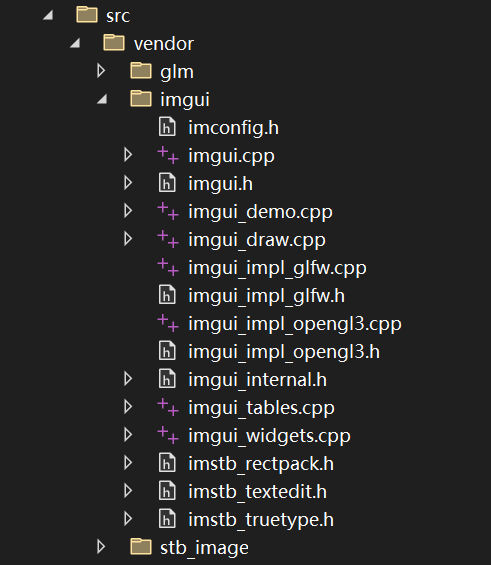 src
vendor
glm
imgui
imconfig.h
imgui.cpp
imgui.h
imgui_demo.cpp
imgui_draw.cpp
imgui_impl_glfw.cpp
imgui_impl_glfw.h
imgui_impl_opengl3.cpp
imgui_impl_opengl3.h
imgui_internal.h
imgui_tables.cpp
imgui_widgets.cpp
imstb_rectpack.h
imstb_textedit.h
imstb_truetype.h
stb_image